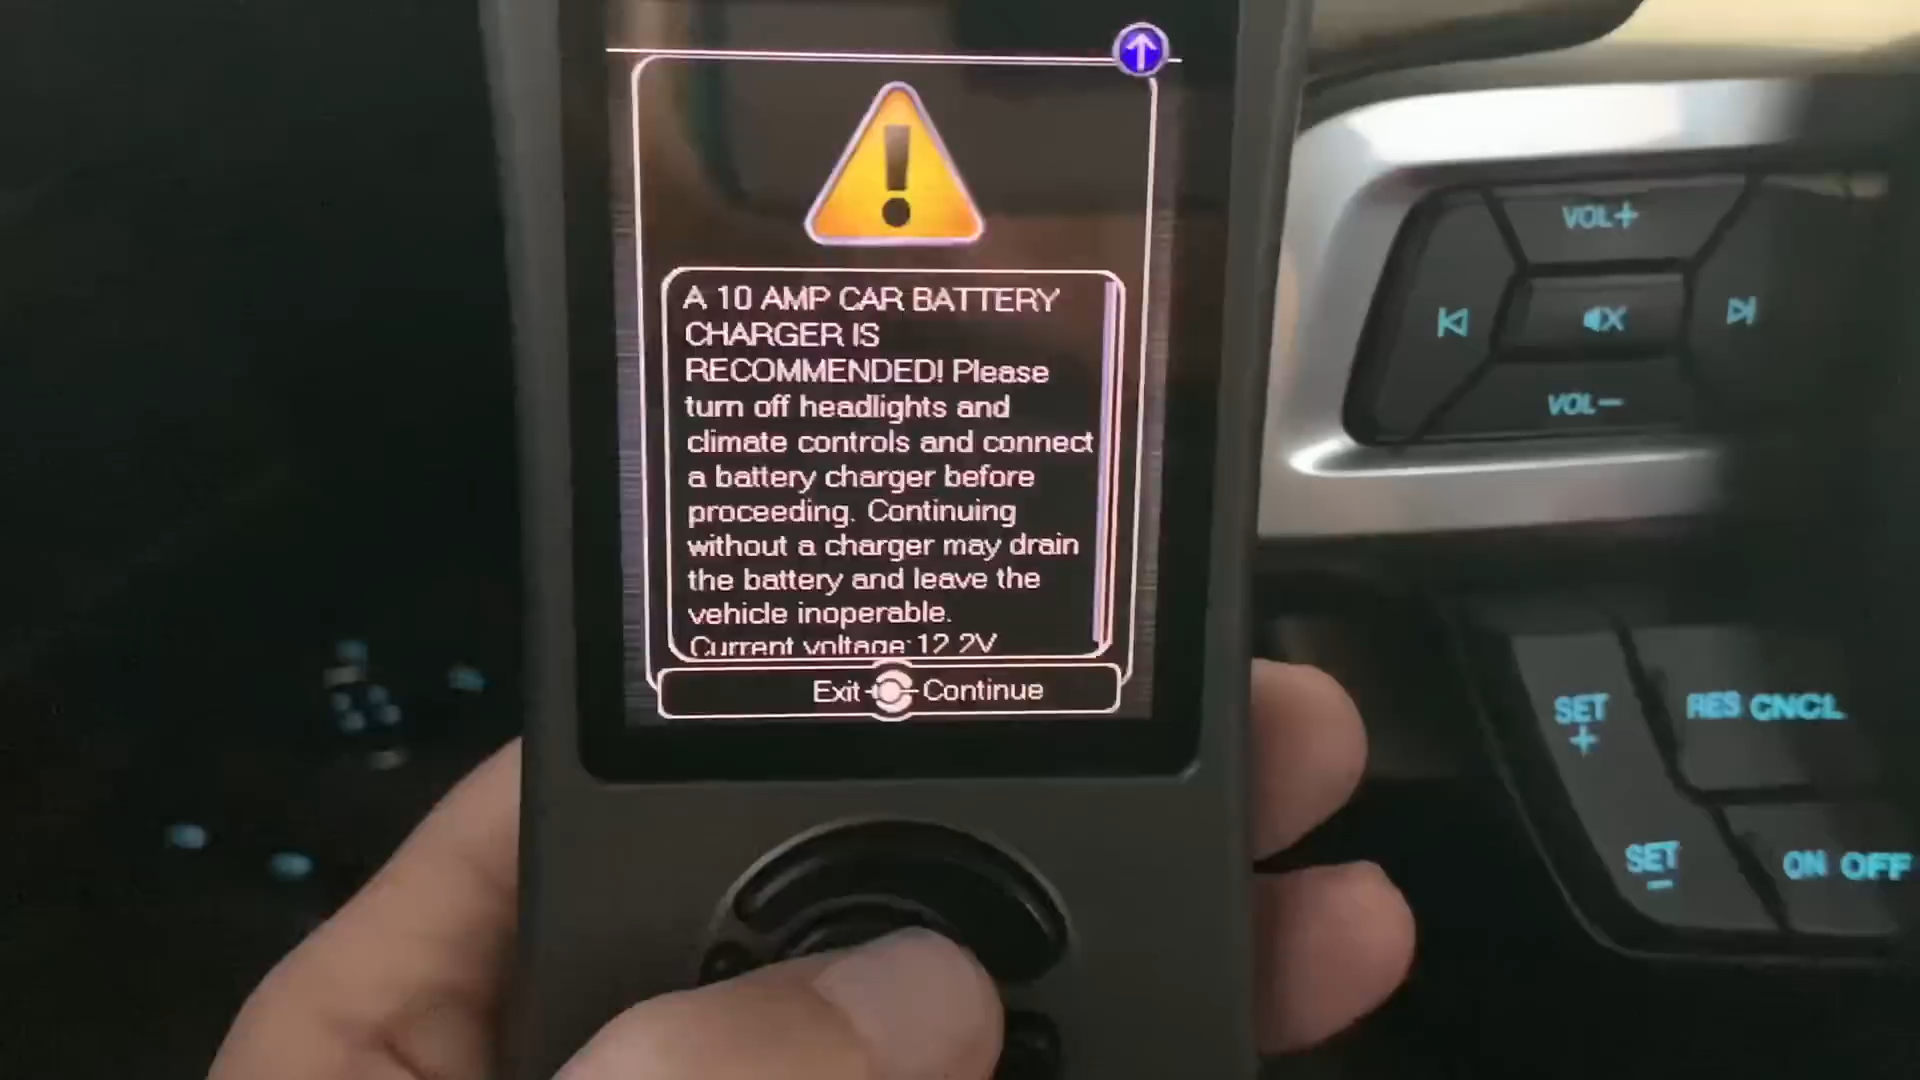 A 10 AMP CAR BATTERY
CHARGER IS
RECOMMENDED! Please
turn off headlights and
climate controls and connect
a battery charger before
proceeding. Continuing
without a charger may drain
the battery and leave the
vehicle inoperable.
Current voltage: 12.2V
Exit Continue
VOL+
VOL-
SET
+
RES CNCL
SET
-
ON OFF